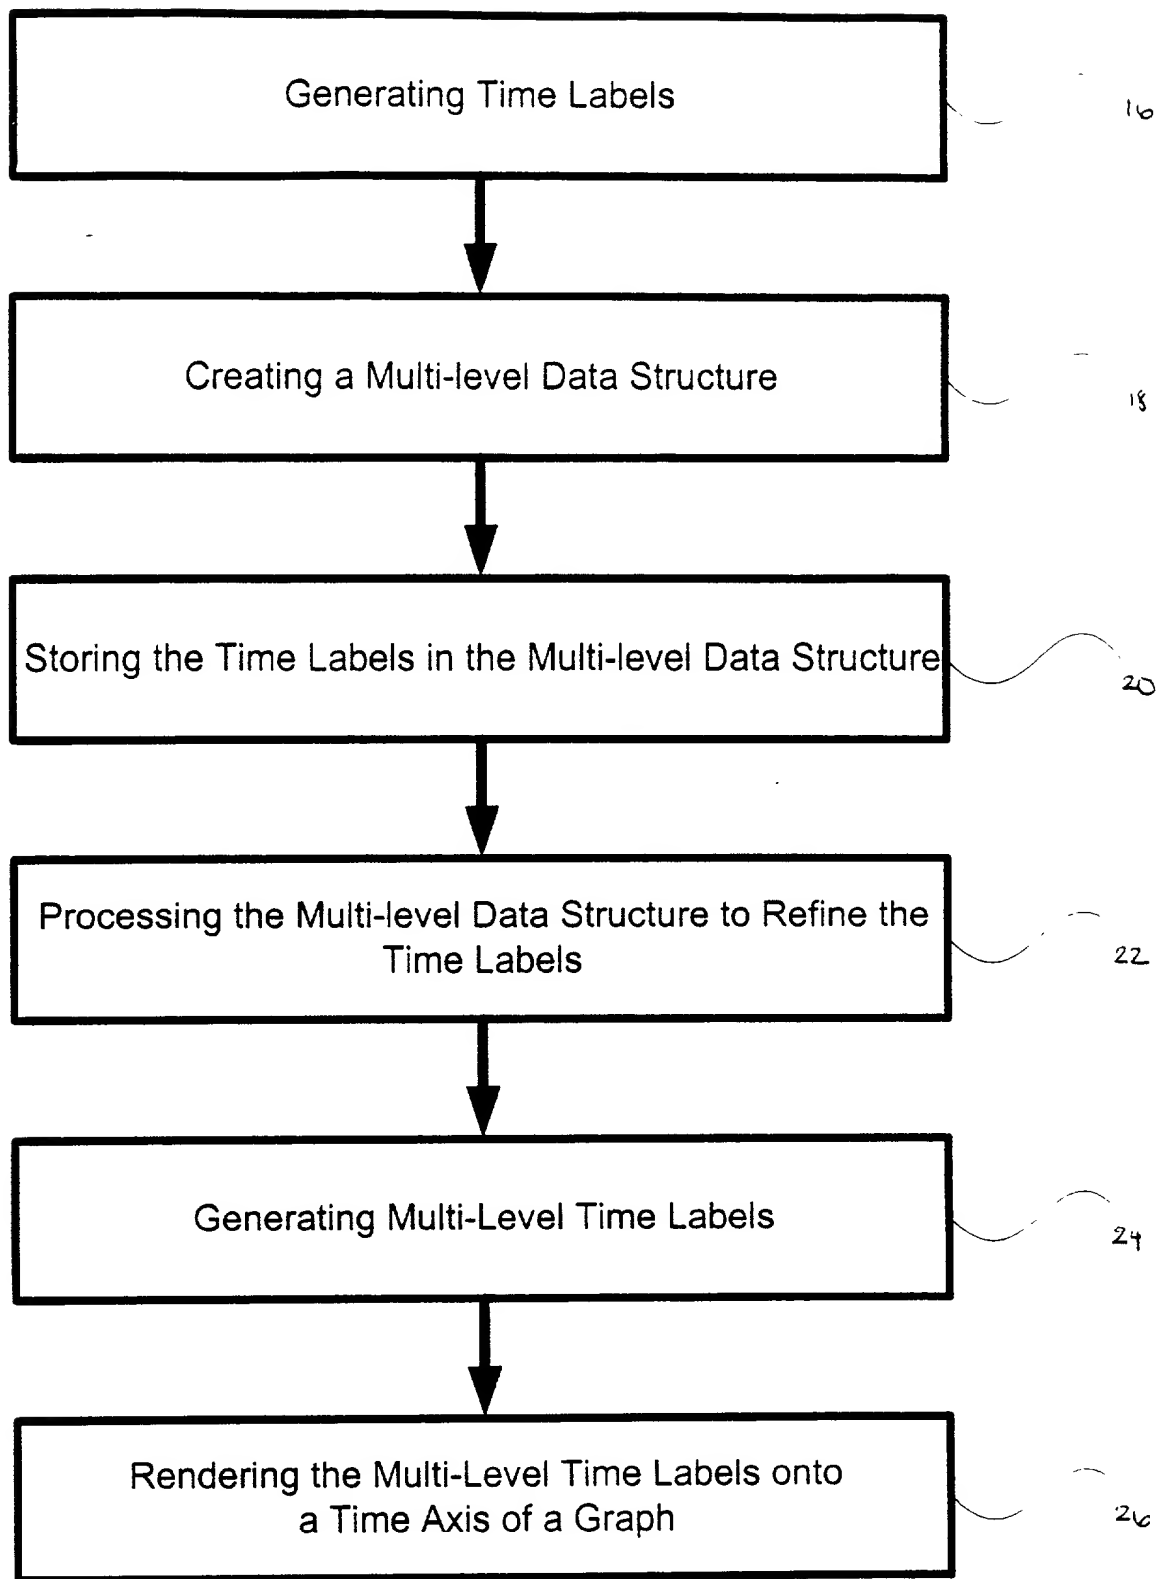 Generating Time Labels
16
Creating a Multi-level Data Structure
18
Storing the Time Labels in the Multi-level Data Structure
20
Processing the Multi-level Data Structure to Refine the
Time Labels
22
Generating Multi-Level Time Labels
24
Rendering the Multi-Level Time Labels onto
a Time Axis of a Graph
26